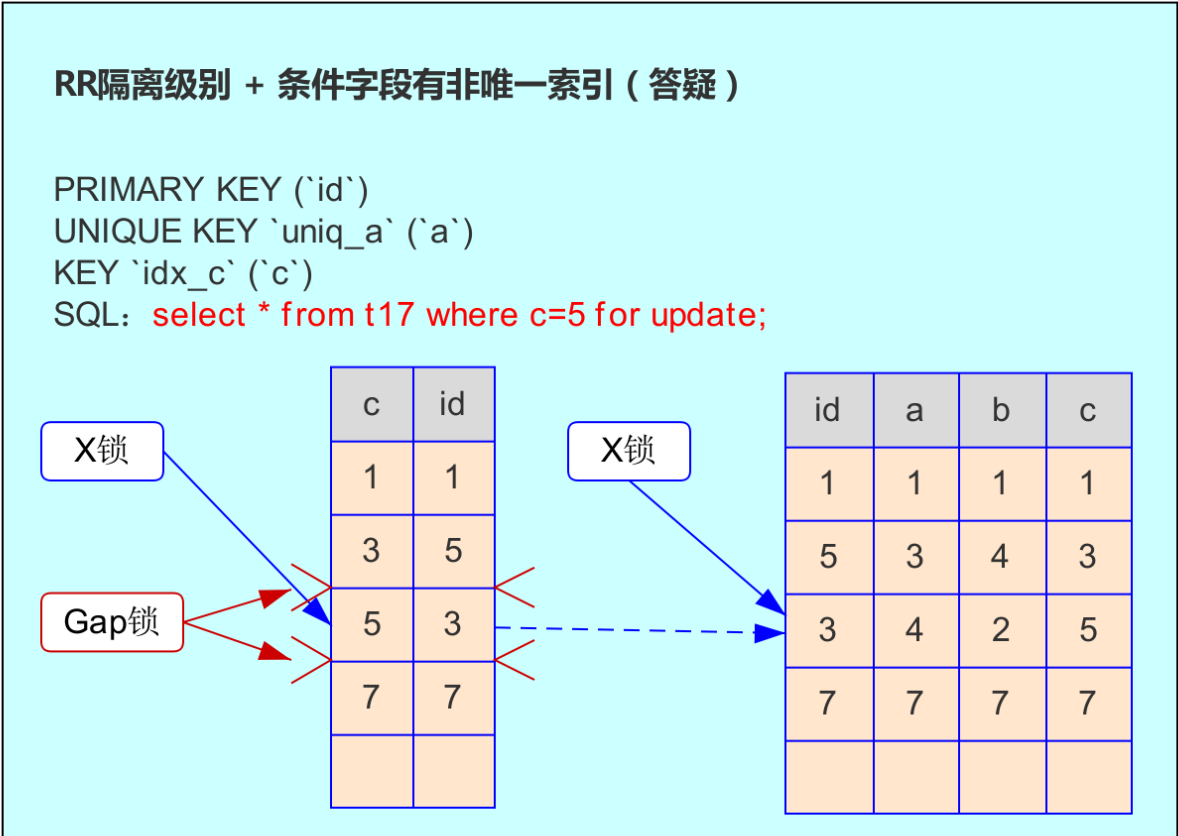 RR隔离级别 + 条件字段有非唯一索引（答疑）
PRIMARY KEY (`id`)
UNIQUE KEY `uniq_a` (`a`)
KEY `idx_c` (`c`)
SQL：select * from t17 where c=5 for update;
X锁
Gap锁
c id
1 1
3 5
5 3
7 7
X锁
id a b c
1 1 1 1
5 3 4 3
3 4 2 5
7 7 7 7